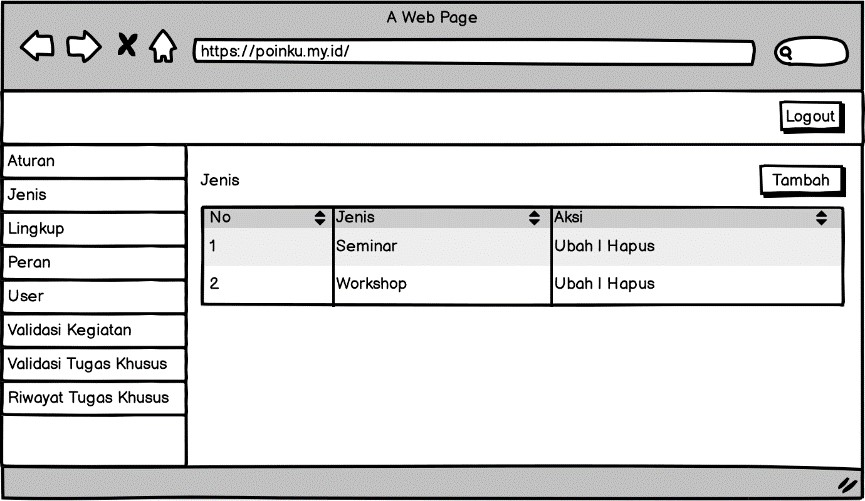 A Web Page
https://poinku.my.id/
Logout
Aturan
Jenis
Lingkup
Peran
User
Validasi Kegiatan
Validasi Tugas Khusus
Riwayat Tugas Khusus
Jenis
Tambah
No Jenis Aksi
1 Seminar Ubah | Hapus
2 Workshop Ubah | Hapus